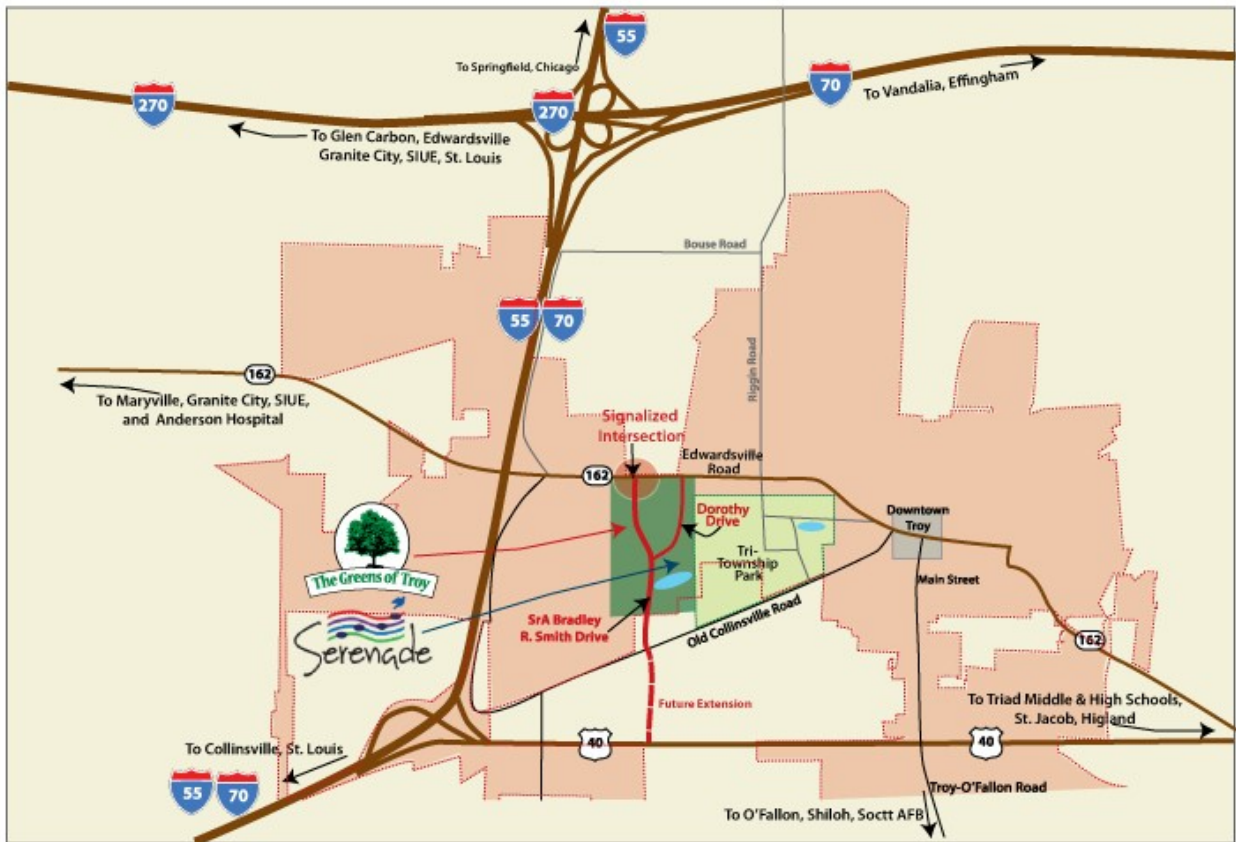 55
To Springfield, Chicago
70
To Vandalia, Effingham
270
270
To Glen Carbon, Edwardsville
Granite City, SIUE, St. Louis
Bouse Road
55
70
Riggin Road
162
To Maryville, Granite City, SIUE,
and Anderson Hospital
Signalized
Intersection
Edwardsville
Road
162
Dorothy
Drive
Downtown
Troy
The Greens of Troy
Tri-
Township
Park
Main Street
Serenade
SrA Bradley
R. Smith Drive
Old Collinsville Road
162
Future Extension
To Triad Middle & High Schools,
St. Jacob, Higland
To Collinsville, St. Louis
40
40
55
70
Troy-O'Fallon Road
To O'Fallon, Shiloh, Soctt AFB